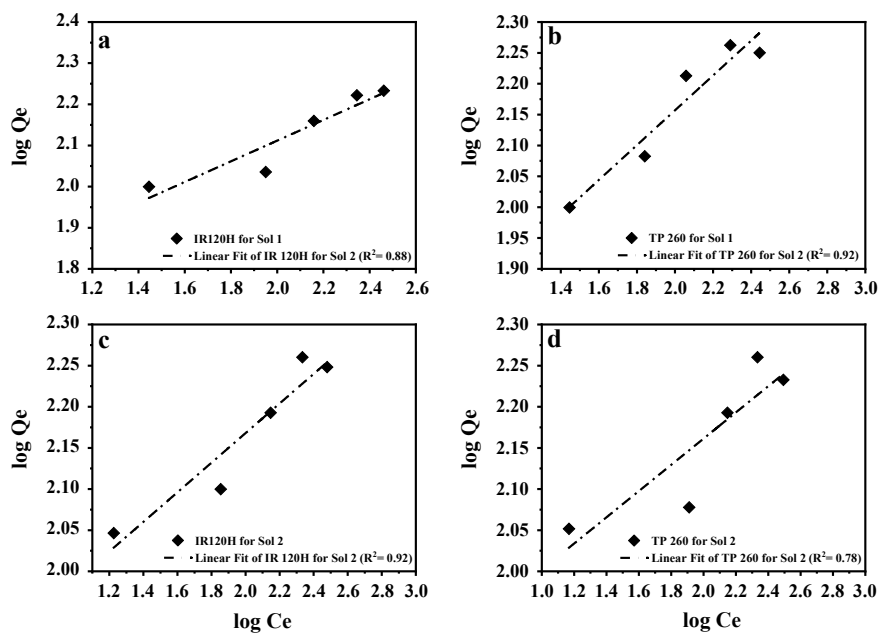 a
log Qe
2.4
2.3
2.2
2.1
2.0
1.9
1.8
IR120H for Sol 1
Linear Fit of IR 120H for Sol 2 (R²= 0.88)
1.2 1.4 1.6 1.8 2.0 2.2 2.4 2.6
b
log Qe
2.30
2.25
2.20
2.15
2.10
2.05
2.00
1.95
1.90
TP 260 for Sol 1
Linear Fit of TP 260 for Sol 2 (R²= 0.92)
1.4 1.6 1.8 2.0 2.2 2.4 2.6 2.8 3.0
c
log Qe
2.30
2.25
2.20
2.15
2.10
2.05
2.00
IR120H for Sol 2
Linear Fit of IR 120H for Sol 2 (R²= 0.92)
1.2 1.4 1.6 1.8 2.0 2.2 2.4 2.6 2.8 3.0
log Ce
d
log Qe
2.30
2.25
2.20
2.15
2.10
2.05
2.00
TP 260 for Sol 2
Linear Fit of TP 260 for Sol 2 (R²= 0.78)
1.0 1.2 1.4 1.6 1.8 2.0 2.2 2.4 2.6 2.8 3.0
log Ce